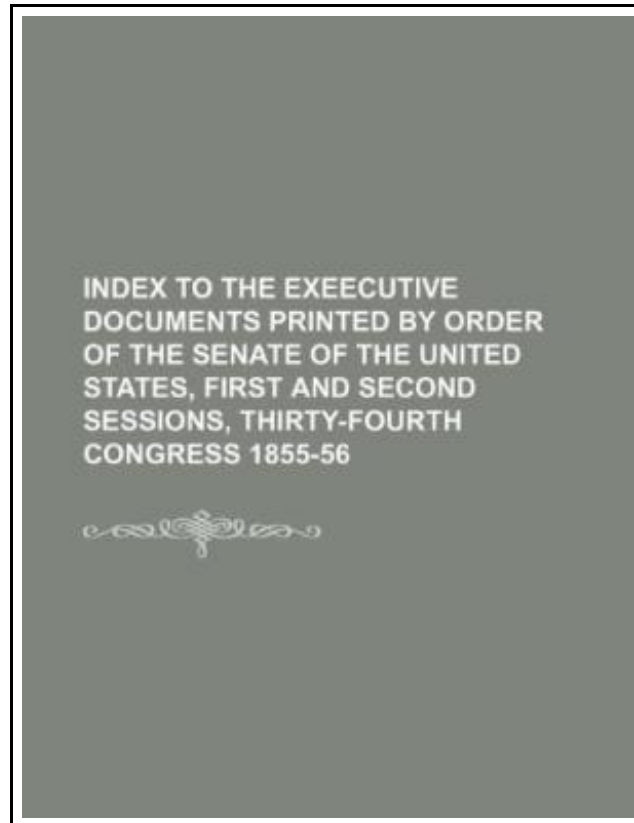 INDEX TO THE EXEECUTIVE
DOCUMENTS PRINTED BY ORDER
OF THE SENATE OF THE UNITED
STATES, FIRST AND SECOND
SESSIONS, THIRTY-FOURTH
CONGRESS 1855-56